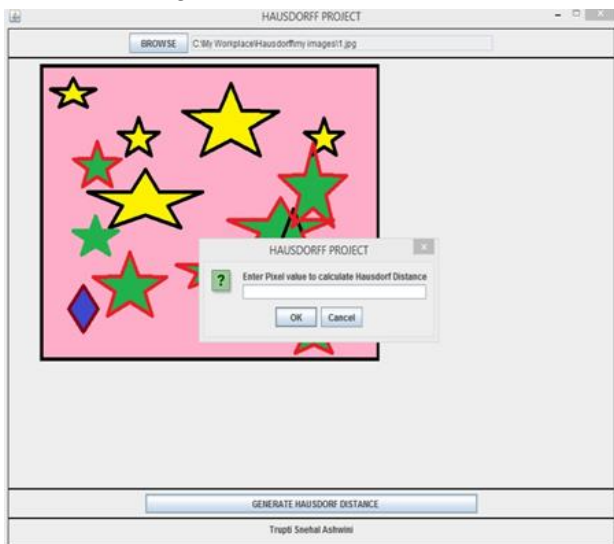 HAUSDORFF PROJECT
BROWSE C:\My Workplace\Hausdorff\my images\1.jpg
HAUSDORFF PROJECT
Enter Pixel value to calculate Hausdorf Distance
OK Cancel
GENERATE HAUSDORF DISTANCE
Trupti Snehal Ashwini